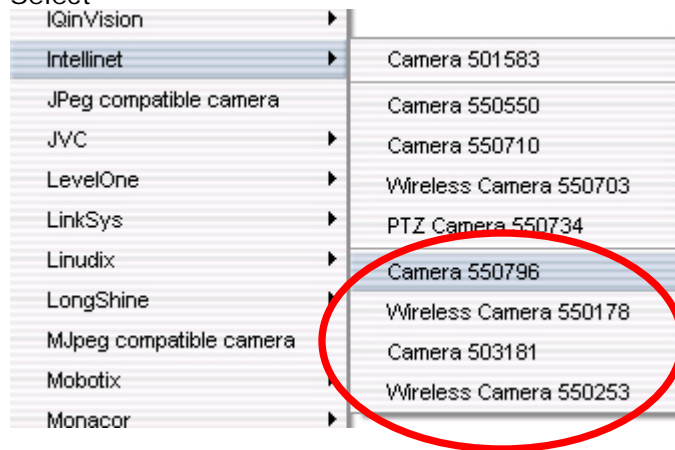 Select
IQinVision
Intellinet
JPeg compatible camera
JVC
LevelOne
LinkSys
Linudix
LongShine
MJpeg compatible camera
Mobotix
Monacor
Camera 501583
Camera 550550
Camera 550710
Wireless Camera 550703
PTZ Camera 550734
Camera 550796
Wireless Camera 550178
Camera 503181
Wireless Camera 550253